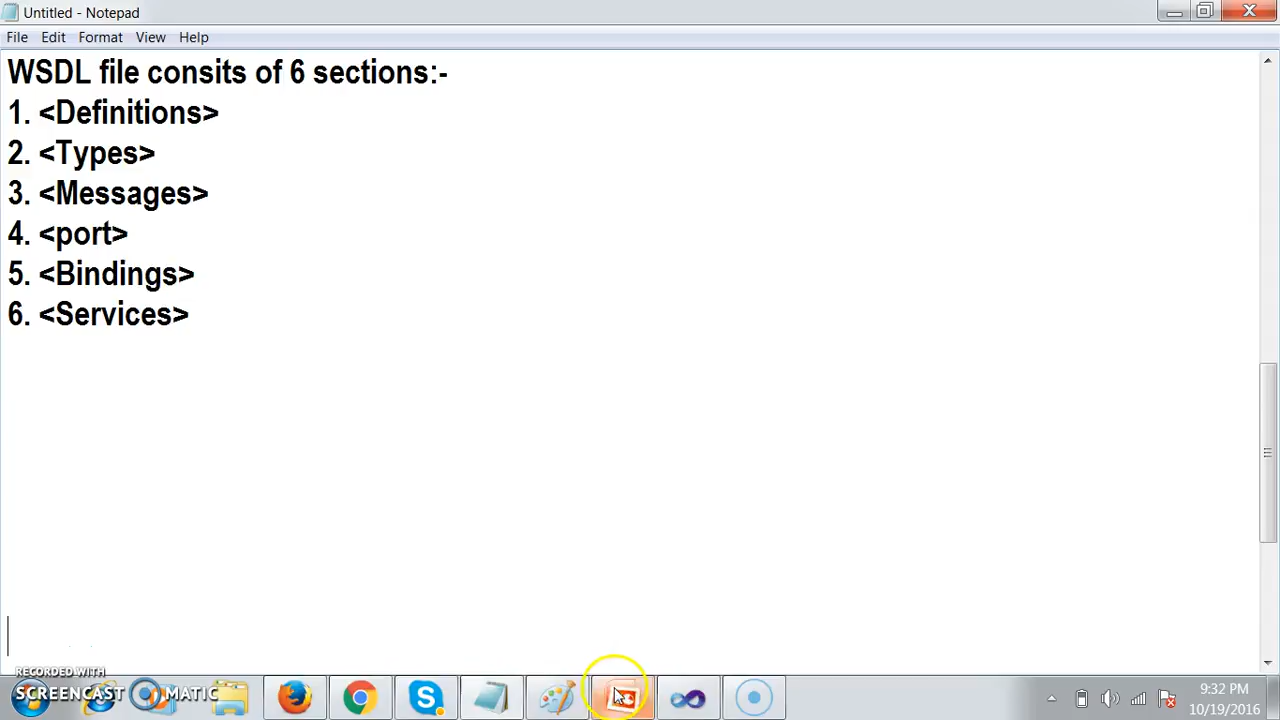 Untitled - Notepad
File Edit Format View Help
WSDL file consits of 6 sections:-
1. <Definitions>
2. <Types>
3. <Messages>
4. <port>
5. <Bindings>
6. <Services>
RECORDED WITH
SCREENCAST MATIC
9:32 PM
10/19/2016